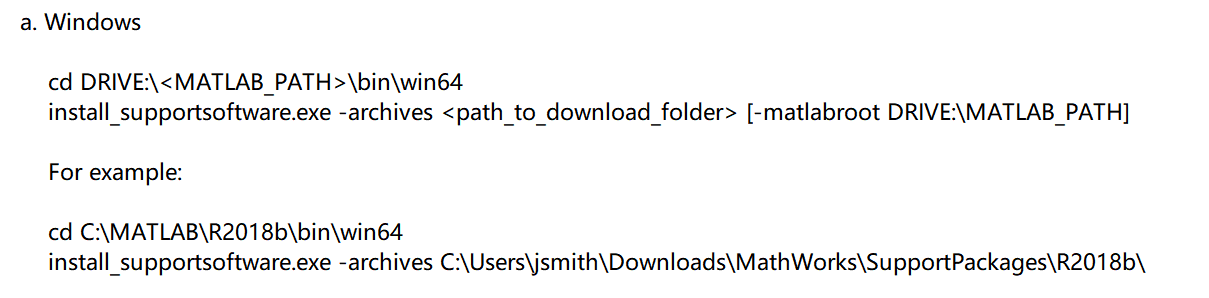 a. Windows
cd DRIVE:\<MATLAB_PATH>\bin\win64
install_supportsoftware.exe -archives <path_to_download_folder> [-matlabroot DRIVE:\MATLAB_PATH]
For example:
cd C:\MATLAB\R2018b\bin\win64
install_supportsoftware.exe -archives C:\Users\jsmith\Downloads\MathWorks\SupportPackages\R2018b\